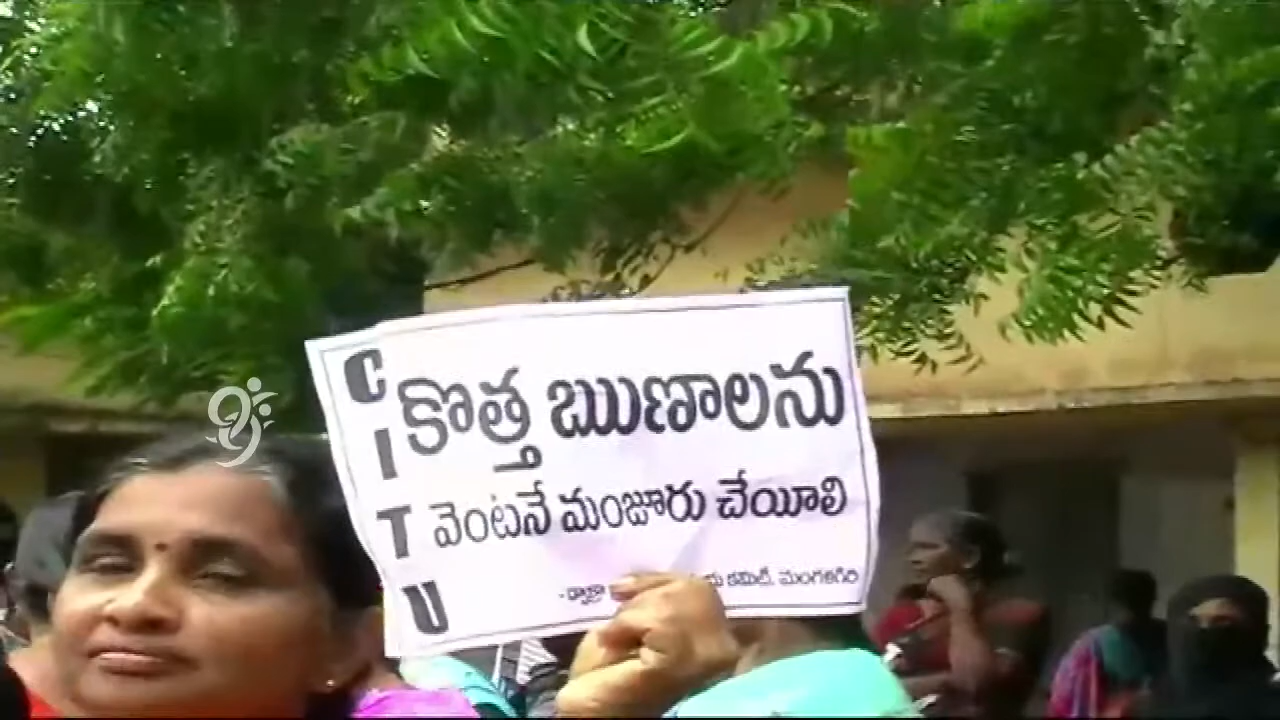 CITU
కొత్త ఋణాలను
వెంటనే మంజూరు చేయాలి
- డ్వాక్రా కమిటీ, మంగళగిరి